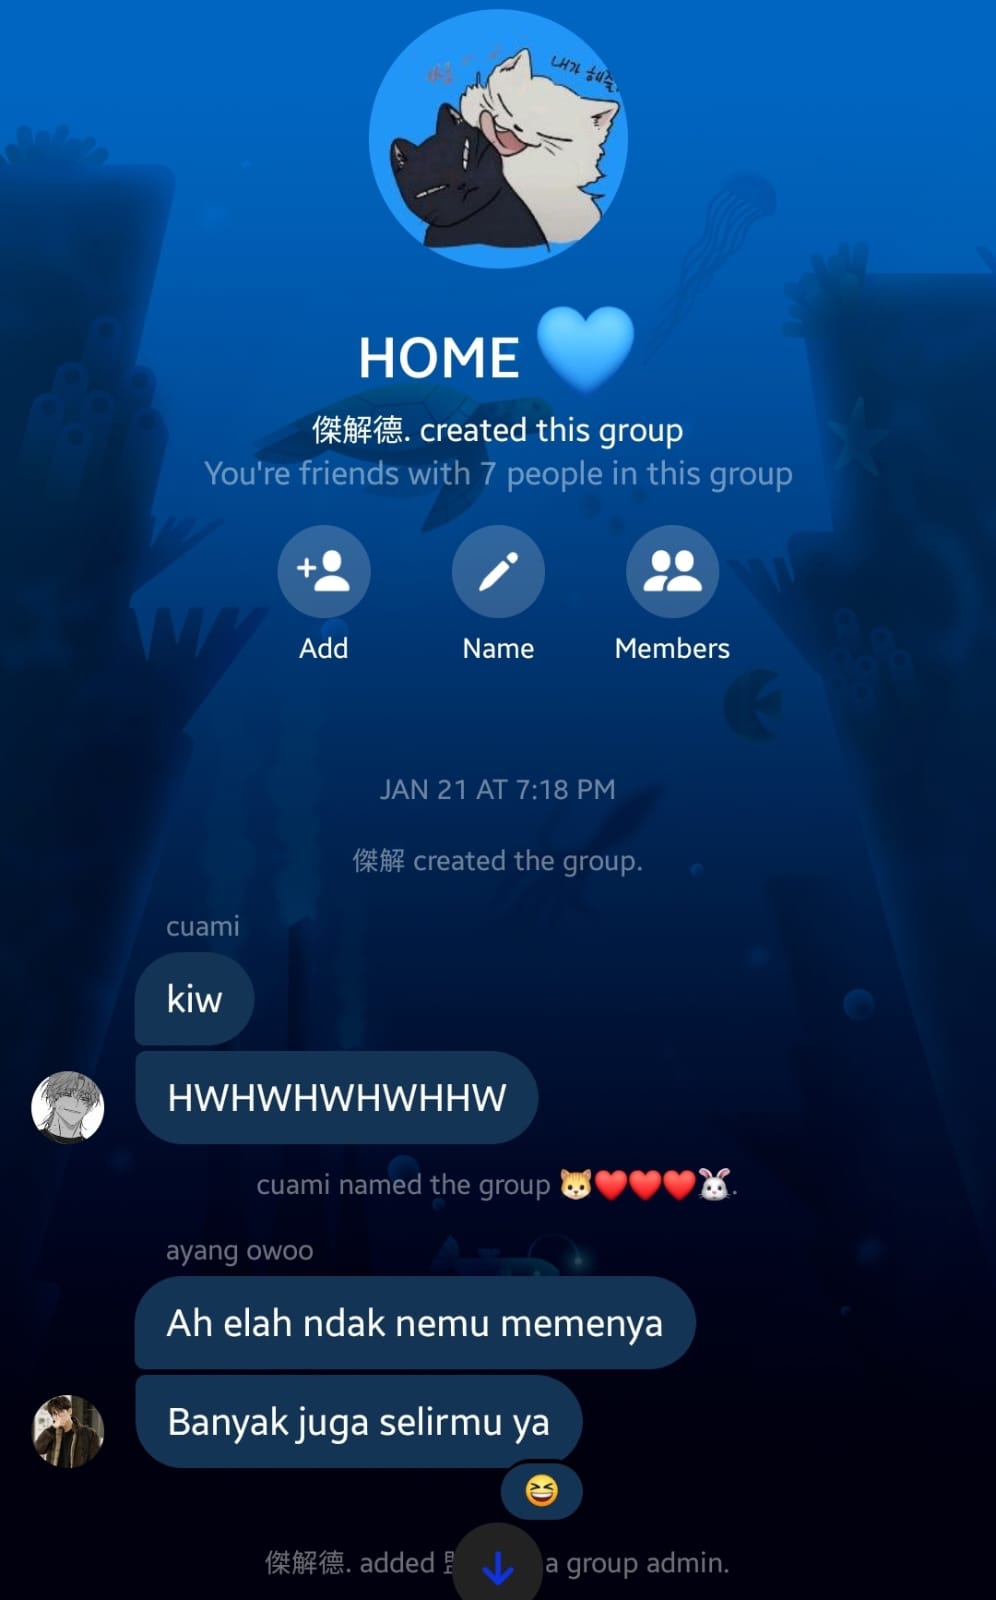 내가 해줄
HOME 💙
傑解德. created this group
You're friends with 7 people in this group
Add
Name
Members
JAN 21 AT 7:18 PM
傑解 created the group.
cuami
kiw
HWHWHWHWHHW
cuami named the group 🐱❤️❤️❤️🐰.
ayang owoo
Ah elah ndak nemu memenya
Banyak juga selirmu ya
😆
傑解德. added a group admin.